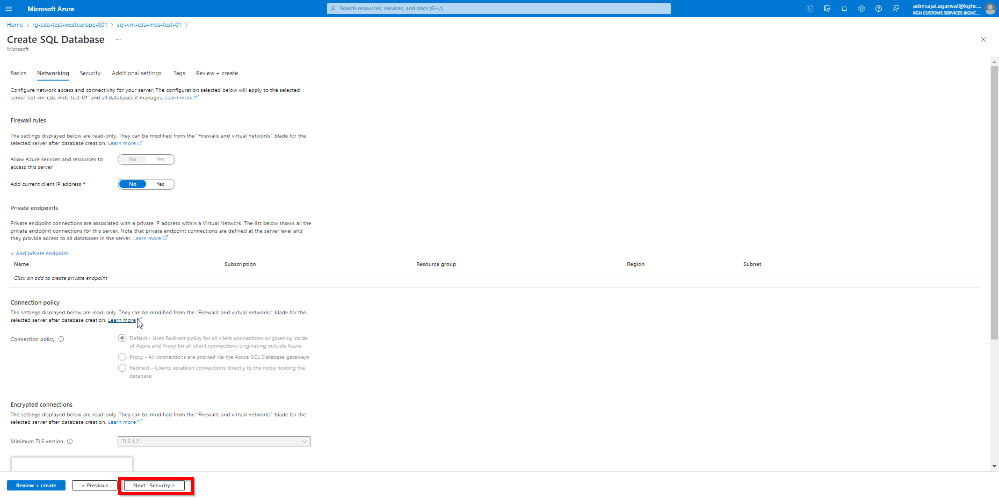 Microsoft Azure
Search resources, services, and docs (G+/)
admsajal.agarwal@kghc...
KGH CUSTOMS SERVICES (KGHC....
Home > rg-cda-test-westeurope-001 > sql-vm-cda-mds-test-01 >
Create SQL Database ...
Microsoft
Basics Networking Security Additional settings Tags Review + create
Configure network access and connectivity for your server. The configuration selected below will apply to the selected
server 'sql-vm-cda-mds-test-01' and all databases it manages. Learn more
Firewall rules
The settings displayed below are read-only. They can be modified from the "Firewalls and virtual networks" blade for the
selected server after database creation. Learn more
Allow Azure services and resources to
access this server
No Yes
Add current client IP address *
No Yes
Private endpoints
Private endpoint connections are associated with a private IP address within a Virtual Network. The list below shows all the
private endpoint connections for this server. Note that private endpoint connections are defined at the server level and
they provide access to all databases in the server. Learn more
+ Add private endpoint
Name Subscription Resource group Region Subnet
Click on add to create private endpoint
Connection policy
The settings displayed below are read-only. They can be modified from the "Firewalls and virtual networks" blade for the
selected server after database creation. Learn more
Connection policy
Default - Uses Redirect policy for all client connections originating inside
of Azure and Proxy for all client connections originating outside Azure
Proxy - All connections are proxied via the Azure SQL Database gateways
Redirect - Clients establish connections directly to the node hosting the
database
Encrypted connections
The settings displayed below are read-only. They can be modified from the "Firewalls and virtual networks" blade for the
selected server after database creation. Learn more
Minimum TLS version
TLS 1.2
Review + create
< Previous
Next : Security >